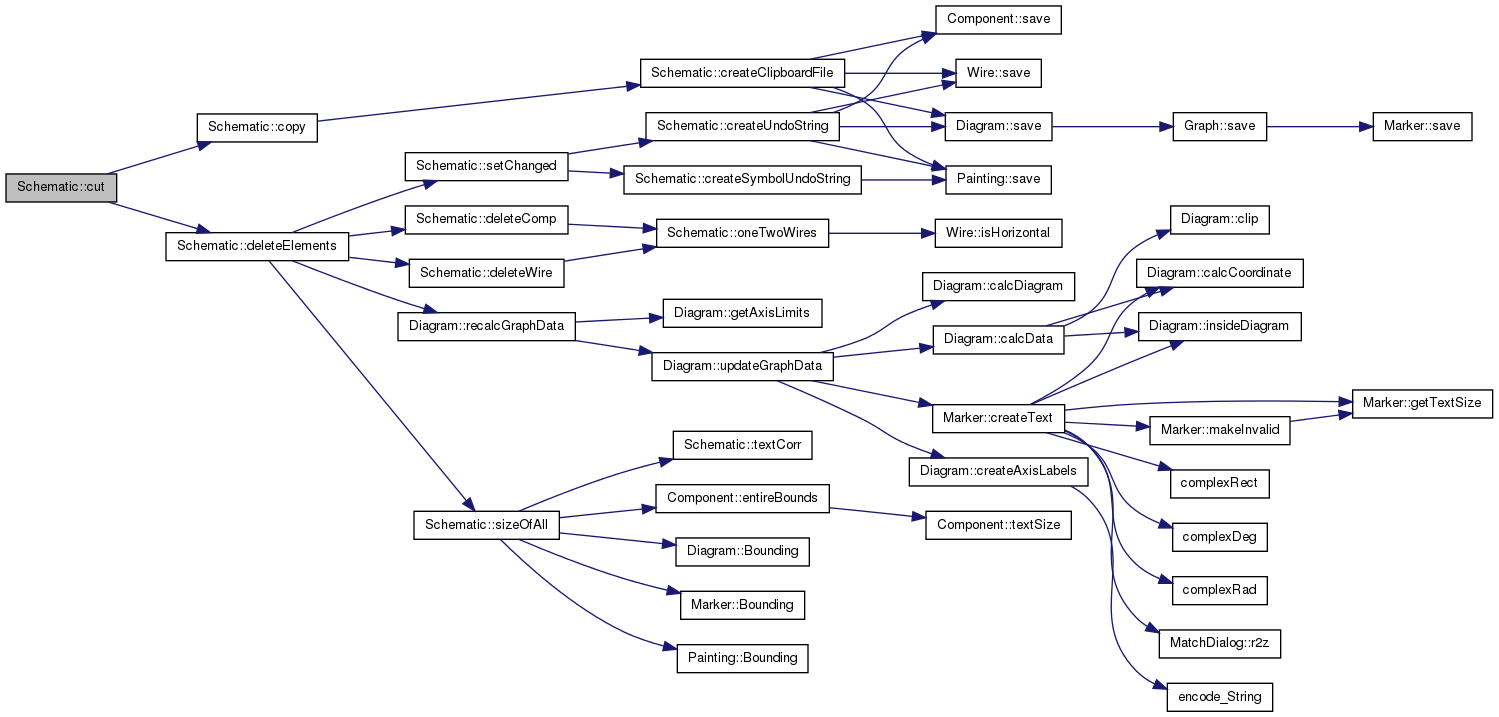 Component::save
Schematic::createClipboardFile
Wire::save
Schematic::copy
Schematic::createUndoString
Diagram::save
Graph::save
Marker::save
Schematic::setChanged
Schematic::createSymbolUndoString
Painting::save
Schematic::cut
Schematic::deleteElements
Schematic::deleteComp
Schematic::oneTwoWires
Wire::isHorizontal
Diagram::clip
Schematic::deleteWire
Diagram::calcDiagram
Diagram::calcCoordinate
Diagram::recalcGraphData
Diagram::getAxisLimits
Diagram::calcData
Diagram::insideDiagram
Diagram::updateGraphData
Marker::createText
Marker::makeInvalid
Marker::getTextSize
Schematic::textCorr
Diagram::createAxisLabels
complexRect
Schematic::sizeOfAll
Component::entireBounds
Component::textSize
complexDeg
Diagram::Bounding
Marker::Bounding
complexRad
Painting::Bounding
MatchDialog::r2z
encode_String